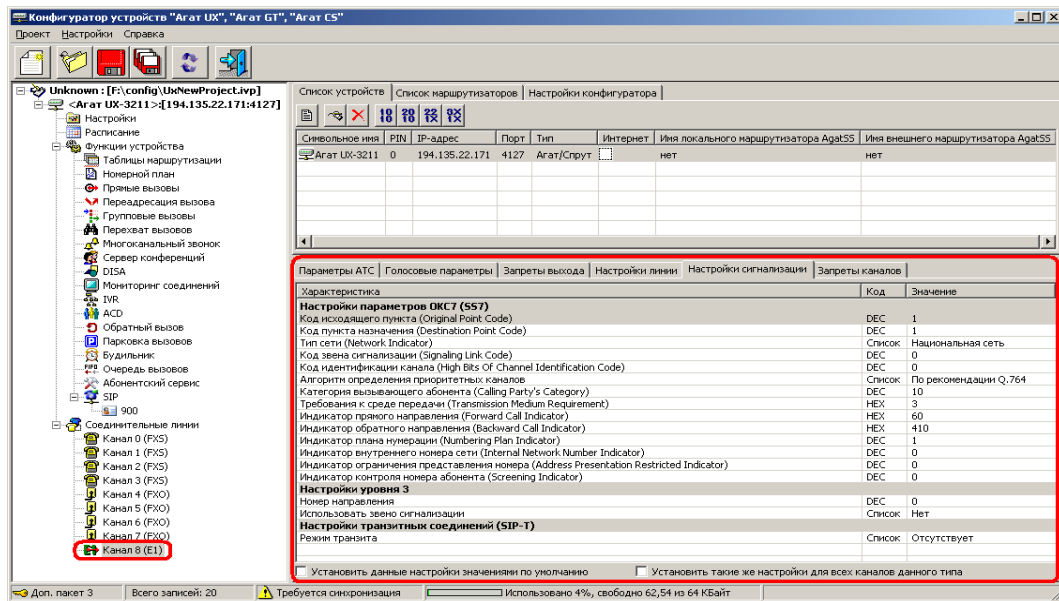 Конфигуратор устройств "Агат UX", "Агат GT", "Агат CS"
Проект Настройки Справка
Unknown : [F:\config\UxNewProject.ivp]
<Агат UX-3211>:[194.135.22.171:4127]
Настройки
Расписание
Функции устройства
Таблицы маршрутизации
Номерной план
Прямые вызовы
Переадресация вызова
Групповые вызовы
Перехват вызовов
Многоканальный звонок
Сервер конференций
DISA
Мониторинг соединений
IVR
ACD
Обратный вызов
Парковка вызовов
Будильник
Очередь вызовов
Абонентский сервис
SIP
900
Соединительные линии
Канал 0 (FXS)
Канал 1 (FXS)
Канал 2 (FXS)
Канал 3 (FXS)
Канал 4 (FXO)
Канал 5 (FXO)
Канал 6 (FXO)
Канал 7 (FXO)
Канал 8 (E1)
Список устройств Список маршрутизаторов Настройки конфигуратора
Символьное имя PIN IP-адрес Порт Тип Интернет Имя локального маршрутизатора AgatSS Имя внешнего маршрутизатора AgatSS
Агат UX-3211 0 194.135.22.171 4127 Агат/Спрут нет нет
Параметры АТС Голосовые параметры Запреты выхода Настройки линии Настройки сигнализации Запреты каналов
Характеристика Код Значение
Настройки параметров ОКС7 (SS7)
Код исходящего пункта (Original Point Code) DEC 1
Код пункта назначения (Destination Point Code) DEC 1
Тип сети (Network Indicator) Список Национальная сеть
Код звена сигнализации (Signaling Link Code) DEC 0
Код идентификации канала (High Bits Of Channel Identification Code) DEC 0
Алгоритм определения приоритетных каналов Список По рекомендации Q.764
Категория вызывающего абонента (Calling Party's Category) DEC 10
Требования к среде передачи (Transmission Medium Requirement) HEX 3
Индикатор прямого направления (Forward Call Indicator) HEX 60
Индикатор обратного направления (Backward Call Indicator) HEX 410
Индикатор плана нумерации (Numbering Plan Indicator) DEC 1
Индикатор внутреннего номера сети (Internal Network Number Indicator) DEC 0
Индикатор ограничения представления номера (Address Presentation Restricted Indicator) DEC 0
Индикатор контроля номера абонента (Screening Indicator) DEC 0
Настройки уровня 3
Номер направления DEC 0
Использовать звено сигнализации Список Нет
Настройки транзитных соединений (SIP-T)
Режим транзита Список Отсутствует
Установить данные настройки значениями по умолчанию Установить такие же настройки для всех каналов данного типа
Доп. пакет 3 Всего записей: 20 Требуется синхронизация Использовано 4%, свободно 62,54 из 64 КБайт